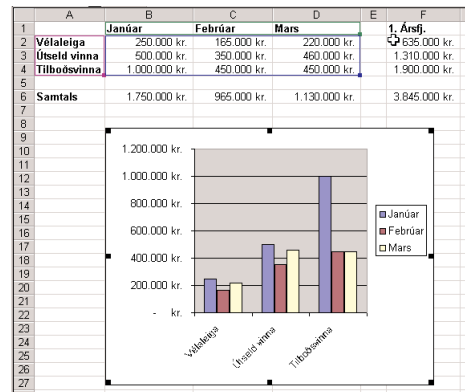 A B C D E F
1 Janúar Febrúar Mars 1. Ársfj.
2 Vélaleiga 250.000 kr. 165.000 kr. 220.000 kr. 635.000 kr.
3 Útseld vinna 500.000 kr. 350.000 kr. 460.000 kr. 1.310.000 kr.
4 Tilboðsvinna 1.000.000 kr. 450.000 kr. 450.000 kr. 1.900.000 kr.
5
6 Samtals 1.750.000 kr. 965.000 kr. 1.130.000 kr. 3.845.000 kr.
7
8
9
10
11
12
13
14
15
16
17
18
19
20
21
22
23
24
25
26
27
1.200.000 kr.
1.000.000 kr.
800.000 kr.
600.000 kr.
400.000 kr.
200.000 kr.
- kr.
Vélaleiga
Útseld vinna
Tilboðsvinna
Janúar
Febrúar
Mars